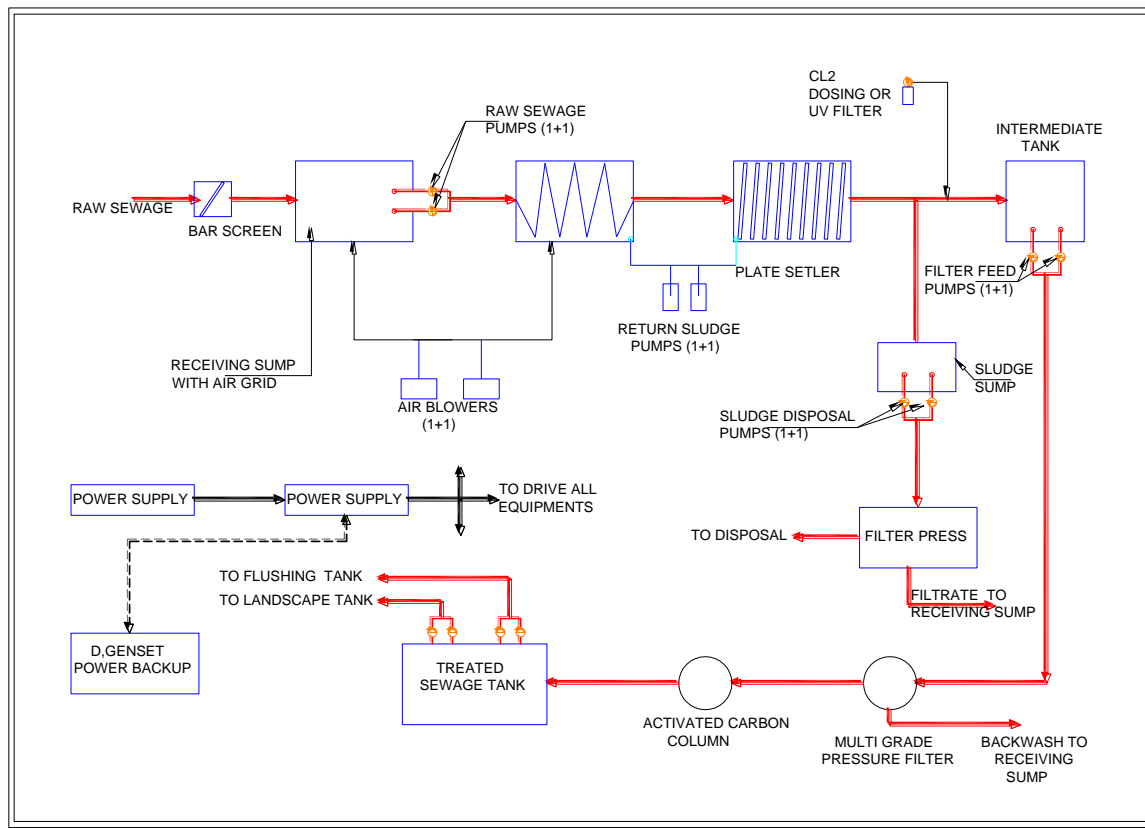 CL2
DOSING OR
UV FILTER
RAW SEWAGE
PUMPS (1+1)
INTERMEDIATE
TANK
RAW SEWAGE
BAR SCREEN
PLATE SETLER
FILTER FEED
PUMPS (1+1)
RETURN SLUDGE
PUMPS (1+1)
RECEIVING SUMP
WITH AIR GRID
SLUDGE
SUMP
AIR BLOWERS
(1+1)
SLUDGE DISPOSAL
PUMPS (1+1)
POWER SUPPLY
POWER SUPPLY
TO DRIVE ALL
EQUIPMENTS
TO DISPOSAL
FILTER PRESS
TO FLUSHING TANK
TO LANDSCAPE TANK
FILTRATE TO
RECEIVING SUMP
D,GENSET
POWER BACKUP
TREATED
SEWAGE TANK
ACTIVATED CARBON
COLUMN
MULTI GRADE
PRESSURE FILTER
BACKWASH TO
RECEIVING
SUMP